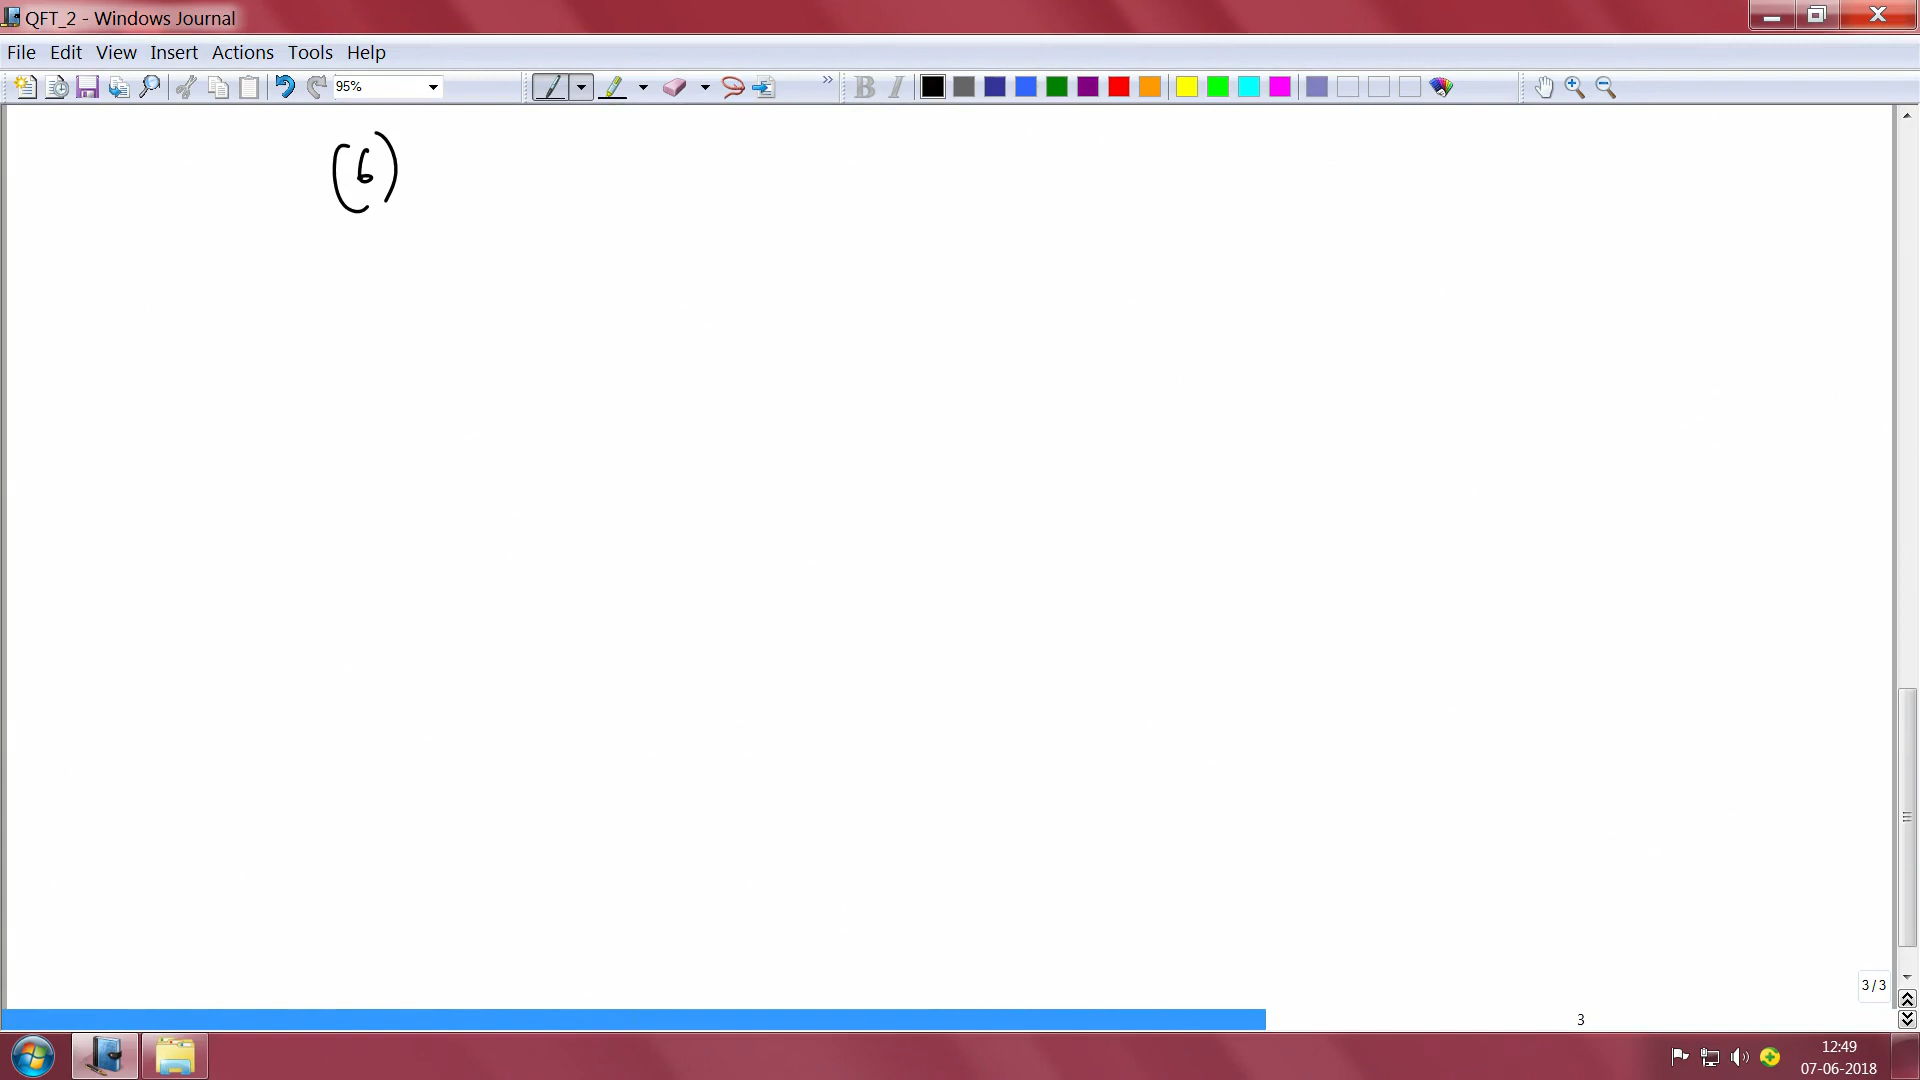 QFT_2 - Windows Journal
File Edit View Insert Actions Tools Help
95%
B I
(6)
3 / 3
3
12:49
07-06-2018